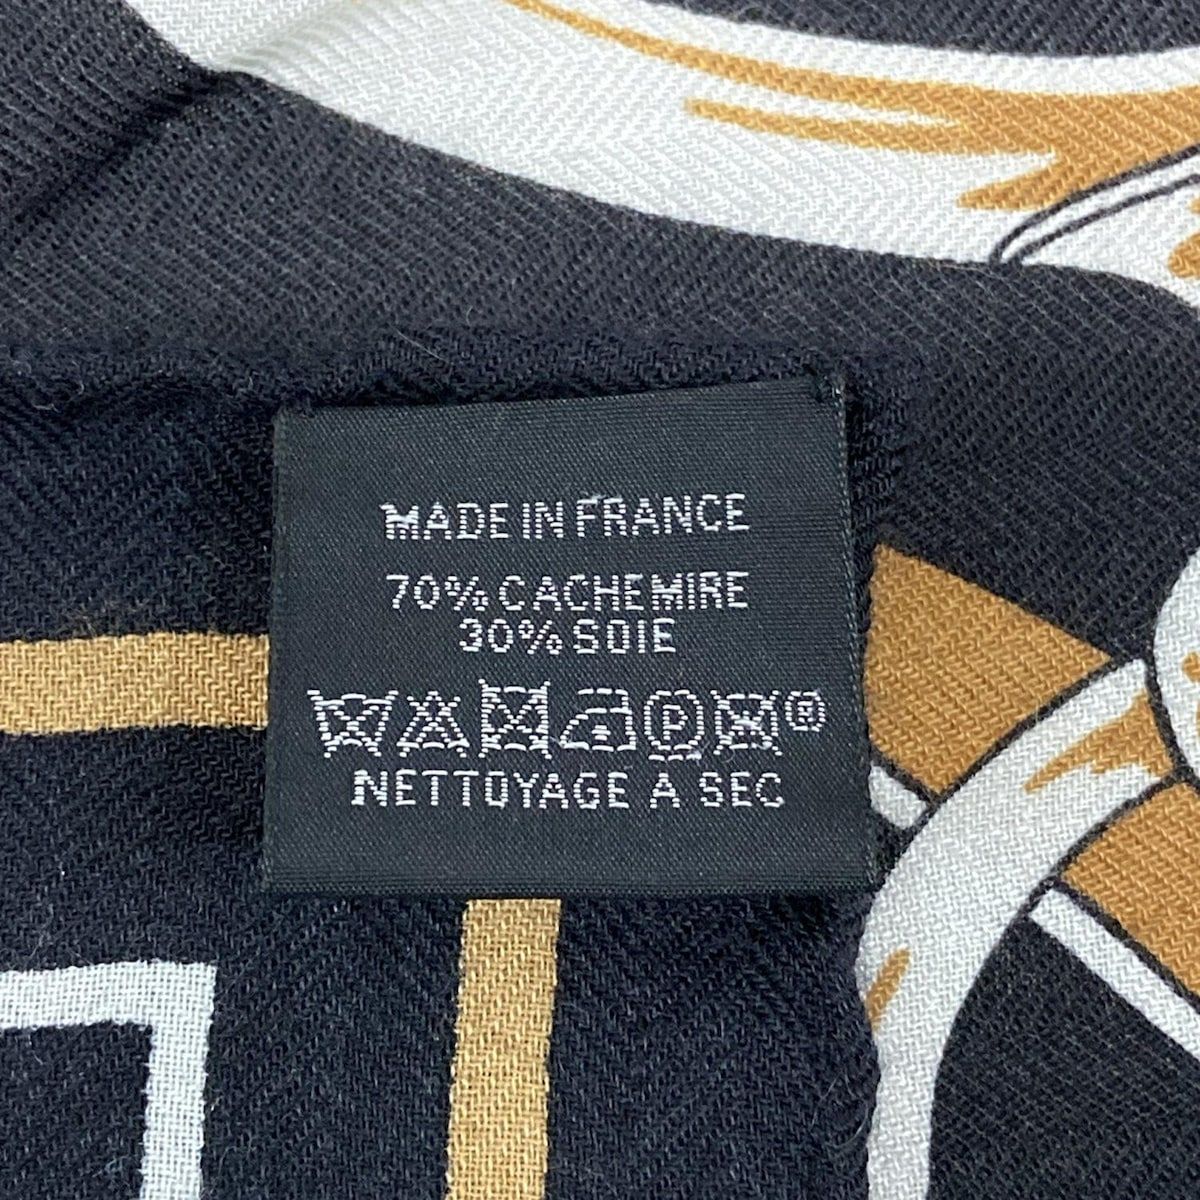 MADE IN FRANCE
70% CACHEMIRE
30% SOIE
P ®
NETTOYAGE A SEC